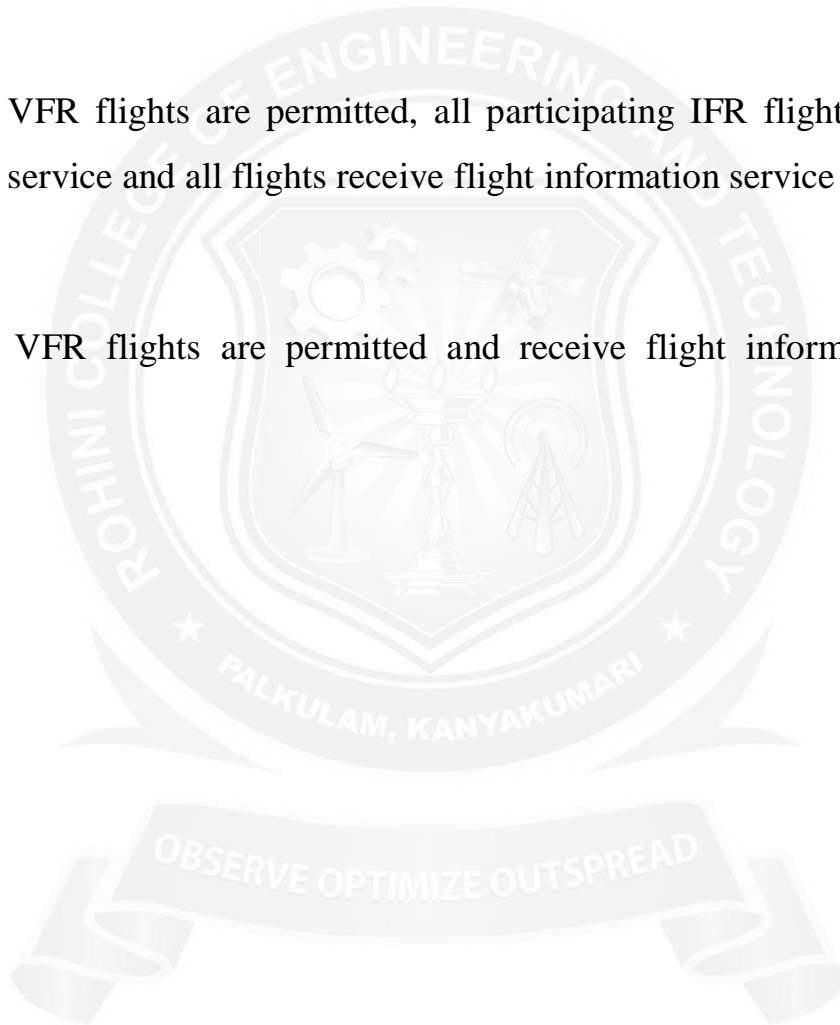 VFR flights are permitted, all participating IFR flight
service and all flights receive flight information service
VFR flights are permitted and receive flight inform
ROHINI COLLEGE OF ENGINEERING AND TECHNOLOGY
PALKULAM, KANYAKUMARI
OBSERVE OPTIMIZE OUTSPREAD